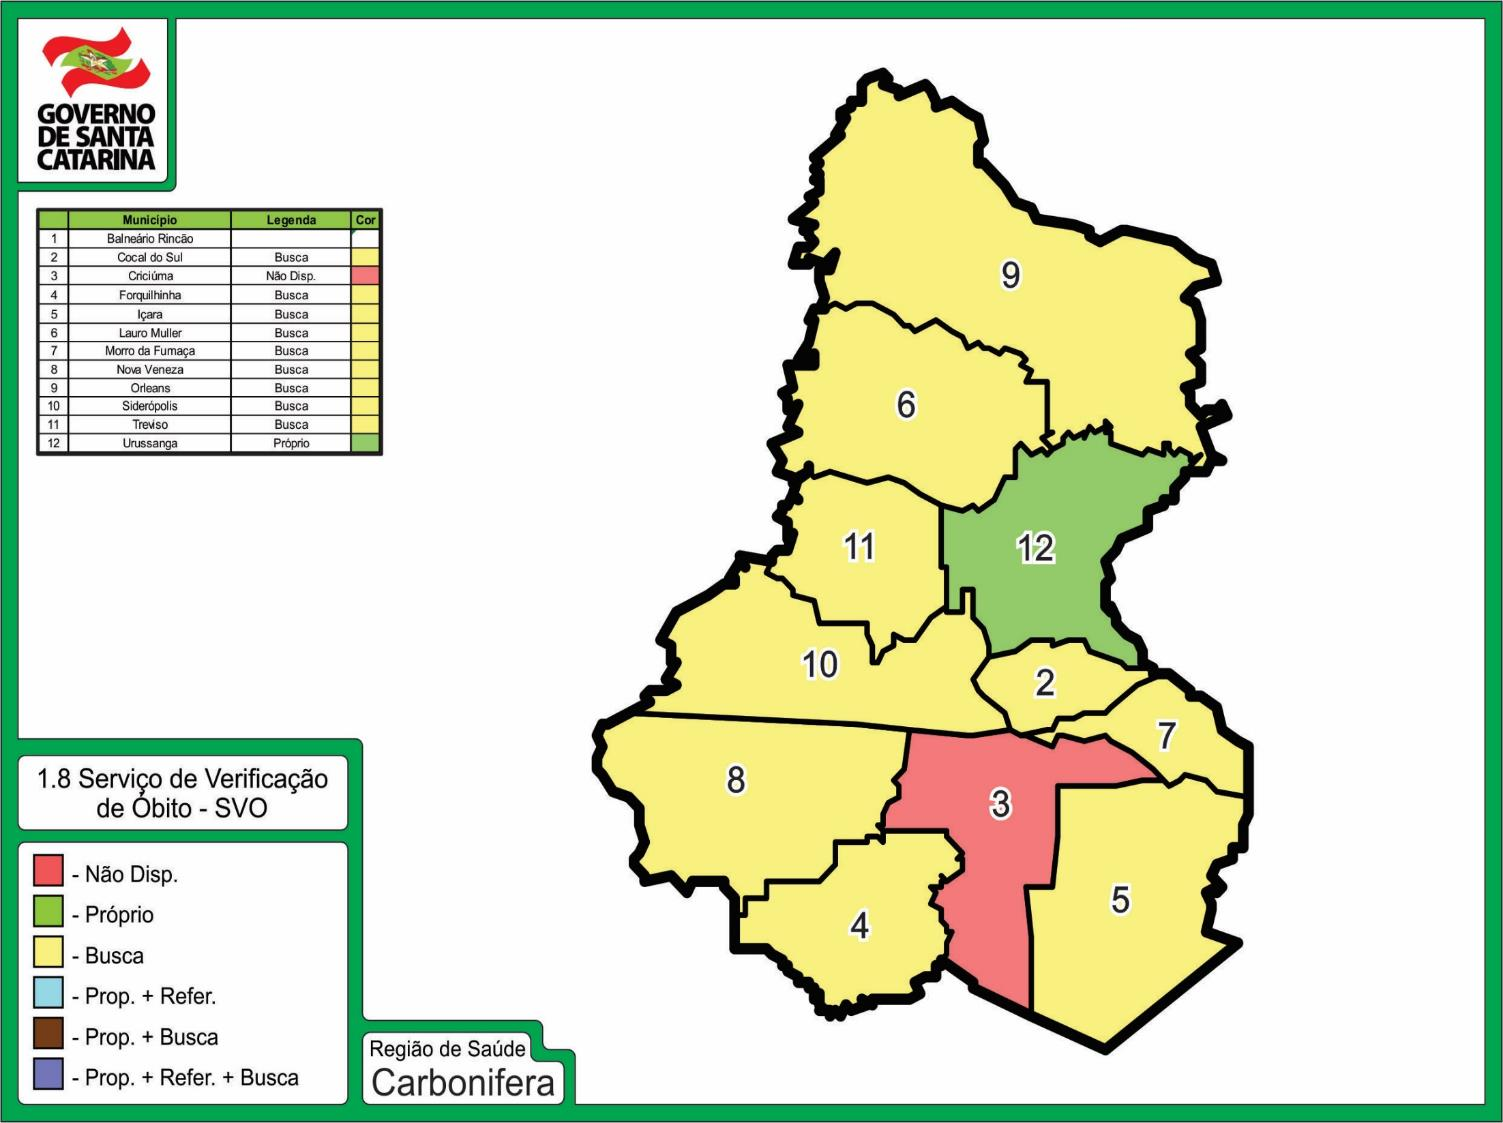 GOVERNO
DE SANTA
CATARINA
Município Legenda Cor
1 Balneário Rincão
2 Cocal do Sul Busca
3 Criciúma Não Disp.
4 Forquilhinha Busca
5 Içara Busca
6 Lauro Muller Busca
7 Morro da Fumaça Busca
8 Nova Veneza Busca
9 Orleans Busca
10 Siderópolis Busca
11 Treviso Busca
12 Urussanga Próprio
9
6
11
12
10
2
7
8
3
5
4
1.8 Serviço de Verificação
de Óbito - SVO
- Não Disp.
- Próprio
- Busca
- Prop. + Refer.
- Prop. + Busca
- Prop. + Refer. + Busca
Região de Saúde
Carbonifera